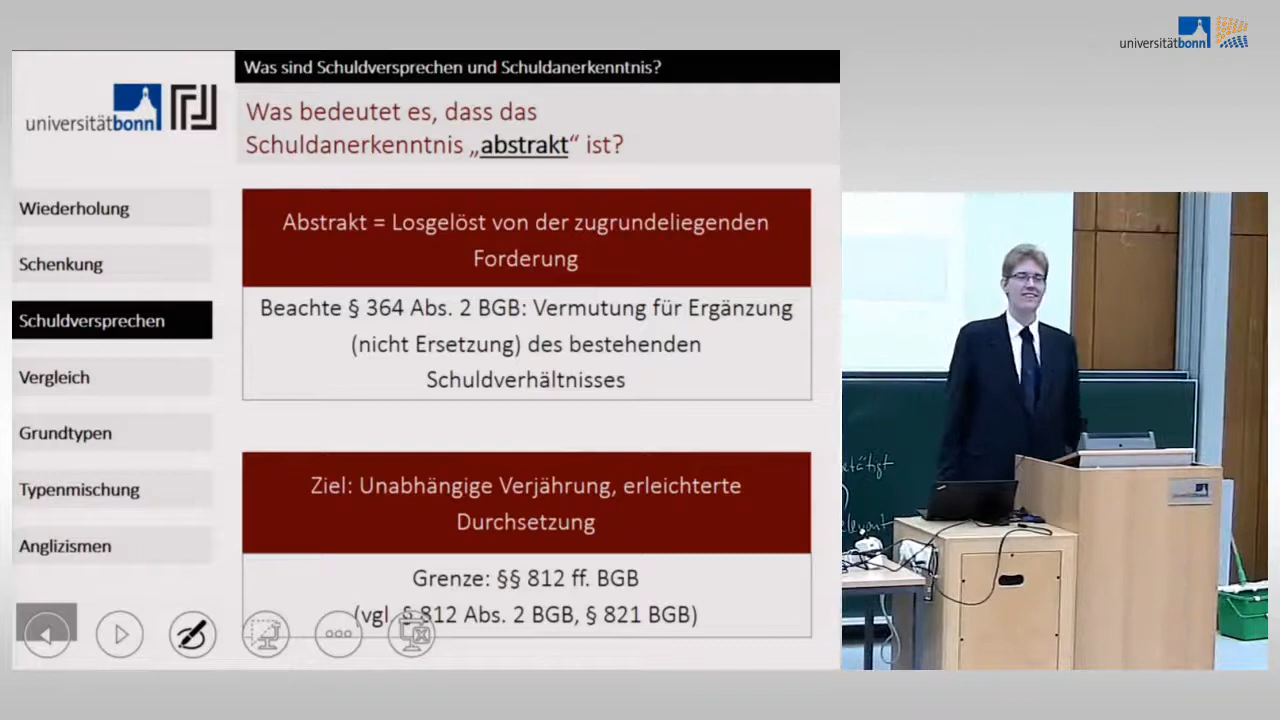 universitätbonn
Was sind Schuldversprechen und Schuldanerkenntnis?
universitätbonn
Was bedeutet es, dass das
Schuldanerkenntnis „abstrakt“ ist?
Wiederholung
Schenkung
Schuldversprechen
Vergleich
Grundtypen
Typenmischung
Anglizismen
Abstrakt = Losgelöst von der zugrundeliegenden
Forderung
Beachte § 364 Abs. 2 BGB: Vermutung für Ergänzung
(nicht Ersetzung) des bestehenden
Schuldverhältnisses
Ziel: Unabhängige Verjährung, erleichterte
Durchsetzung
Grenze: §§ 812 ff. BGB
(vgl. § 812 Abs. 2 BGB, § 821 BGB)